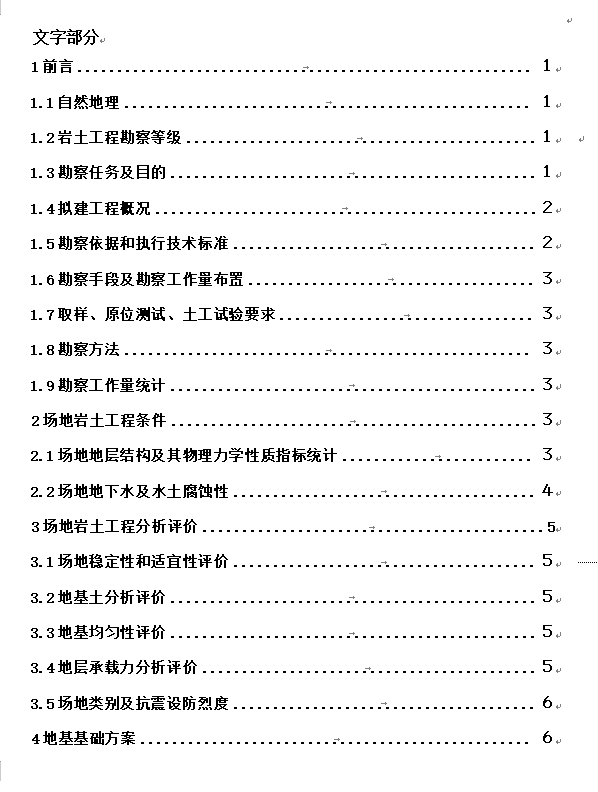 文字部分
1前言............................................................ 1
1.1自然地理...................................................... 1
1.2岩土工程勘察等级.............................................. 1
1.3勘察任务及目的................................................ 1
1.4拟建工程概况.................................................. 2
1.5勘察依据和执行技术标准........................................ 2
1.6勘察手段及勘察工作量布置...................................... 3
1.7取样、原位测试、土工试验要求.................................. 3
1.8勘察方法...................................................... 3
1.9勘察工作量统计................................................ 3
2场地岩土工程条件................................................ 3
2.1场地地层结构及其物理力学性质指标统计.......................... 3
2.2场地地下水及水土腐蚀性........................................ 4
3场地岩土工程分析评价............................................ 5
3.1场地稳定性和适宜性评价........................................ 5
3.2地基土分析评价................................................ 5
3.3地基均匀性评价................................................ 5
3.4地层承载力分析评价............................................ 5
3.5场地类别及抗震设防烈度........................................ 6
4地基基础方案.................................................... 6